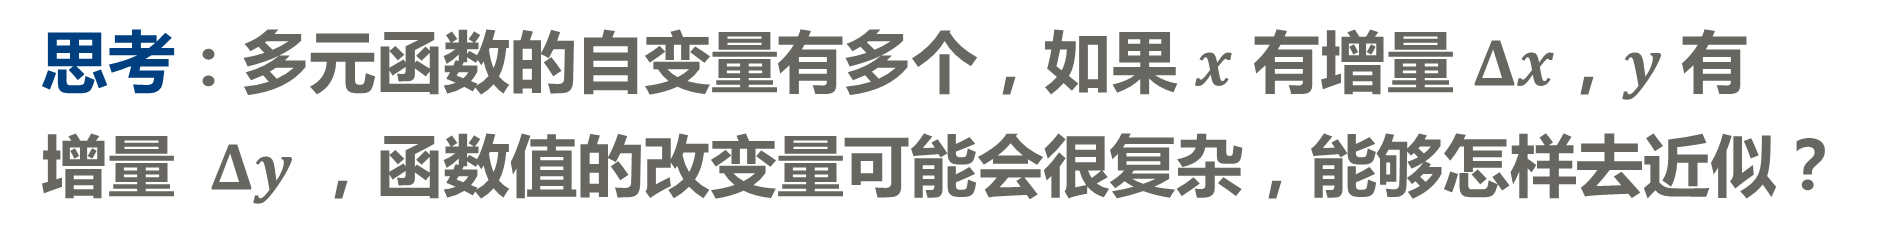 思考：多元函数的自变量有多个，如果 x 有增量 Δx，y 有
增量 Δy ，函数值的改变量可能会很复杂，能够怎样去近似？